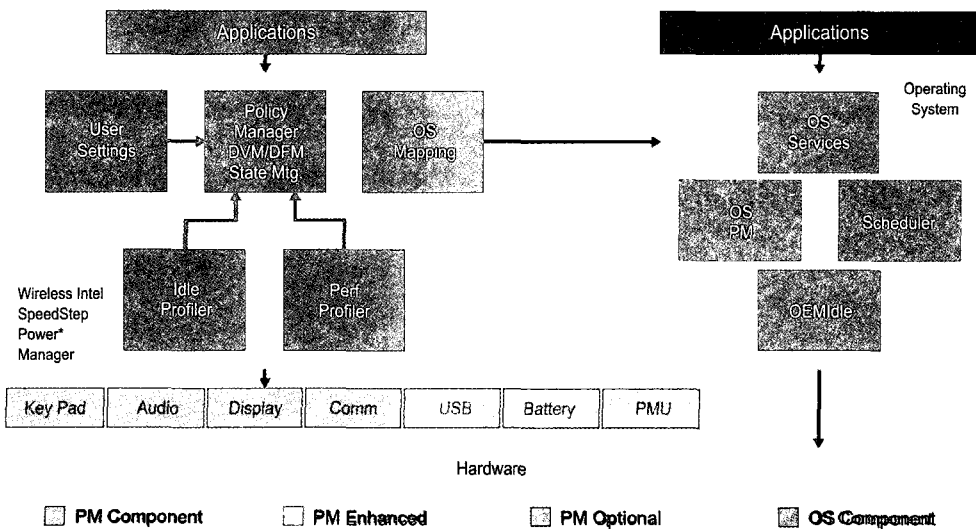 Applications
Applications
User
Settings
Policy
Manager
DVM/DFM
State Mtg
OS
Mapping
Operating
System
OS
Services
OS
PM
Scheduler
Idle
Profiler
Perf
Profiler
OEMIdle
Wireless Intel
SpeedStep
Power*
Manager
Key Pad
Audio
Display
Comm
USB
Battery
PMU
Hardware
PM Component
PM Enhanced
PM Optional
OS Component